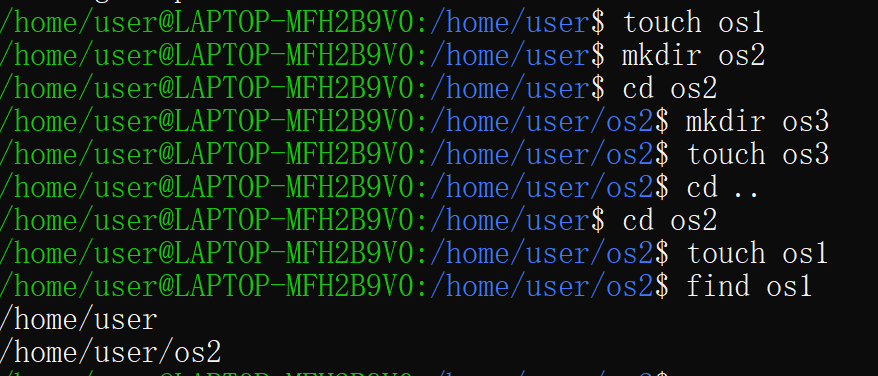 /home/user@LAPTOP-MFH2B9V0:/home/user$ touch os1
/home/user@LAPTOP-MFH2B9V0:/home/user$ mkdir os2
/home/user@LAPTOP-MFH2B9V0:/home/user$ cd os2
/home/user@LAPTOP-MFH2B9V0:/home/user/os2$ mkdir os3
/home/user@LAPTOP-MFH2B9V0:/home/user/os2$ touch os3
/home/user@LAPTOP-MFH2B9V0:/home/user/os2$ cd ..
/home/user@LAPTOP-MFH2B9V0:/home/user$ cd os2
/home/user@LAPTOP-MFH2B9V0:/home/user/os2$ touch os1
/home/user@LAPTOP-MFH2B9V0:/home/user/os2$ find os1
/home/user
/home/user/os2